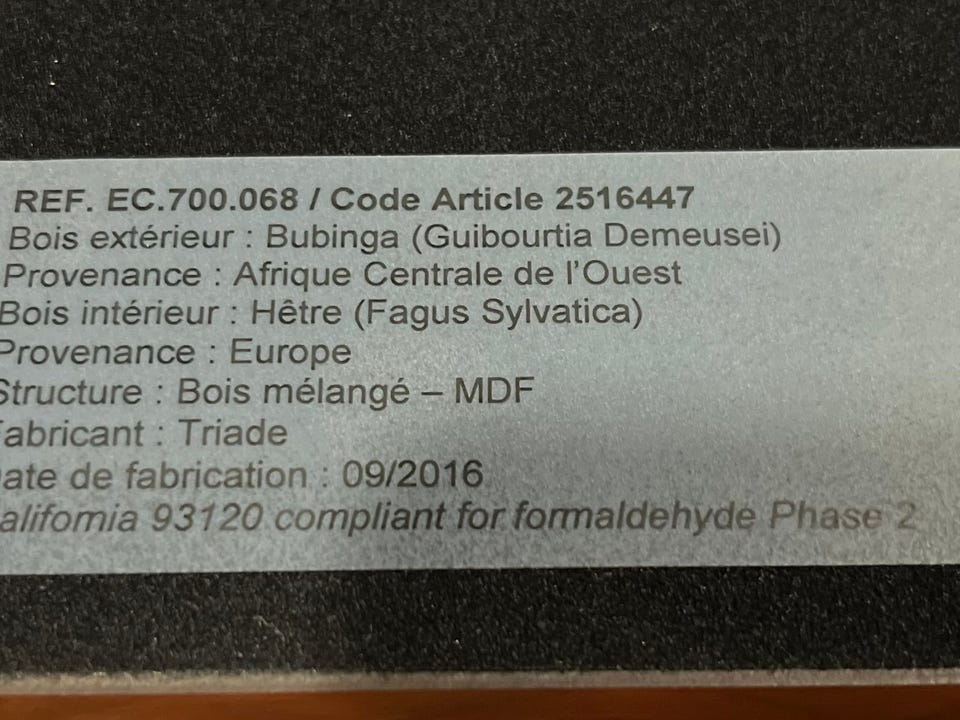 REF. EC.700.068 / Code Article 2516447
Bois extérieur : Bubinga (Guibourtia Demeusei)
Provenance : Afrique Centrale de l'Ouest
Bois intérieur : Hêtre (Fagus Sylvatica)
Provenance : Europe
Structure : Bois mélangé – MDF
Fabricant : Triade
Date de fabrication : 09/2016
alifornia 93120 compliant for formaldehyde Phase 2